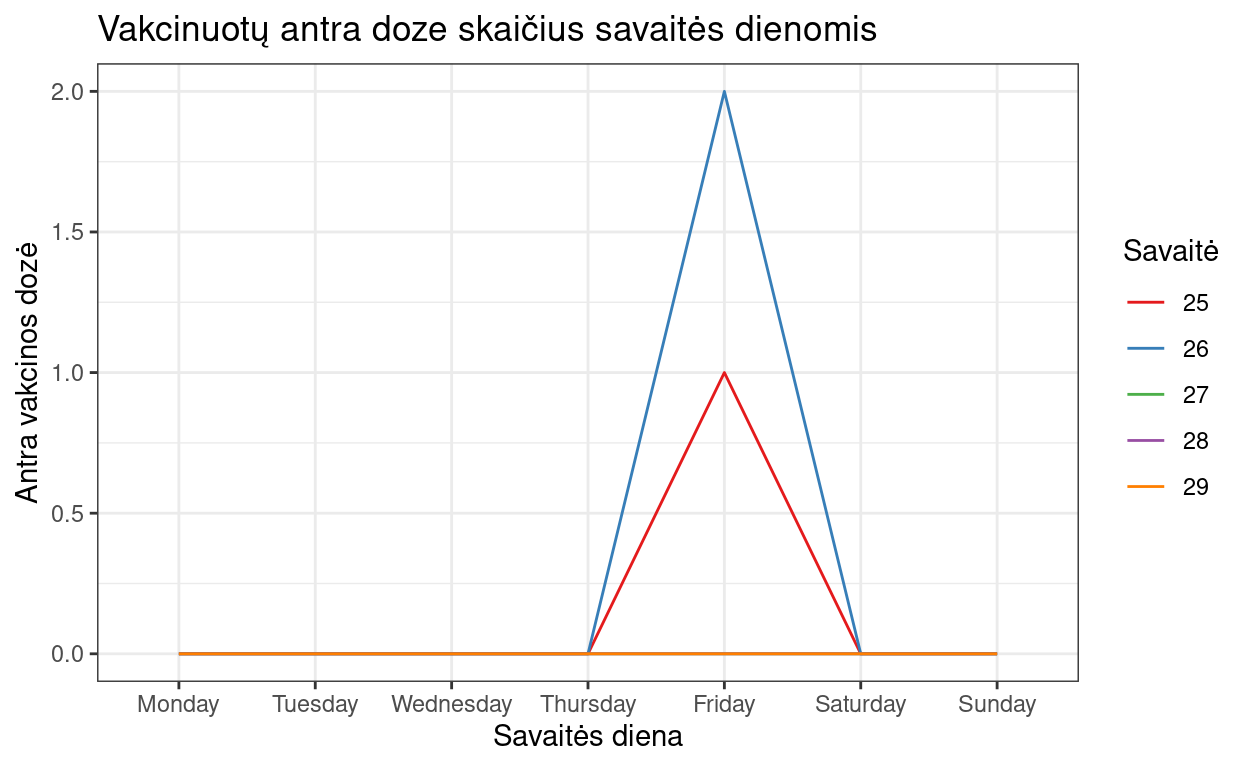 Vakcinuotų antra doze skaičius savaitės dienomis
Antra vakcinos dozė
2.0
1.5
1.0
0.5
0.0
Monday Tuesday Wednesday Thursday Friday Saturday Sunday
Savaitės diena
Savaitė
25
26
27
28
29